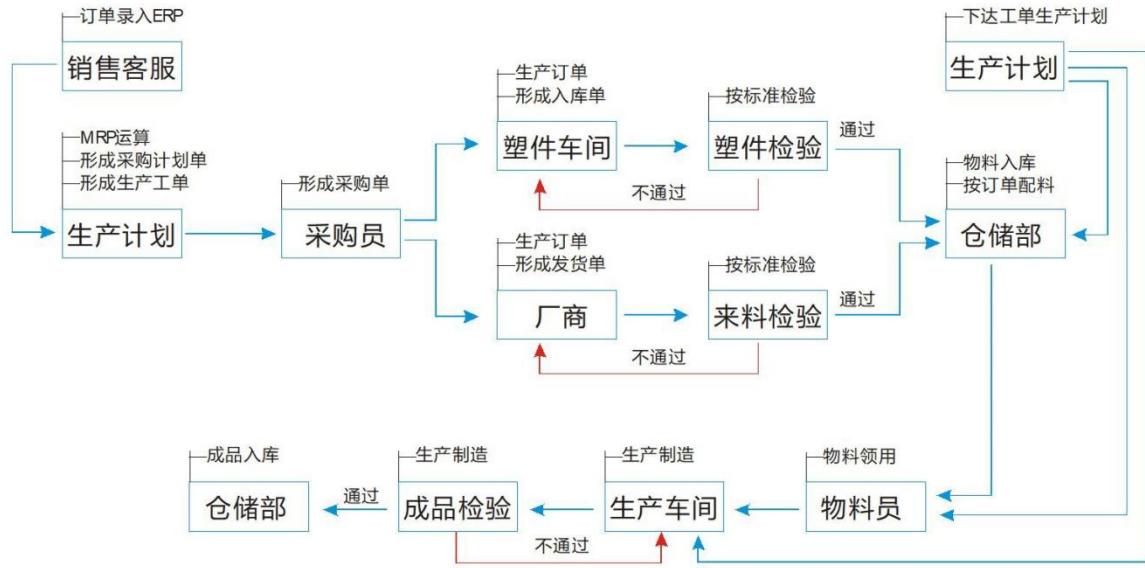 订单录入ERP
销售客服
MRP运算
形成采购计划单
形成生产工单
生产计划
形成采购单
采购员
生产订单
形成入库单
塑件车间
按标准检验
塑件检验
通过
不通过
生产订单
形成发货单
厂商
按标准检验
来料检验
通过
不通过
下达工单生产计划
生产计划
物料入库
按订单配料
仓储部
物料领用
物料员
生产制造
生产车间
生产制造
成品检验
不通过
通过
成品入库
仓储部